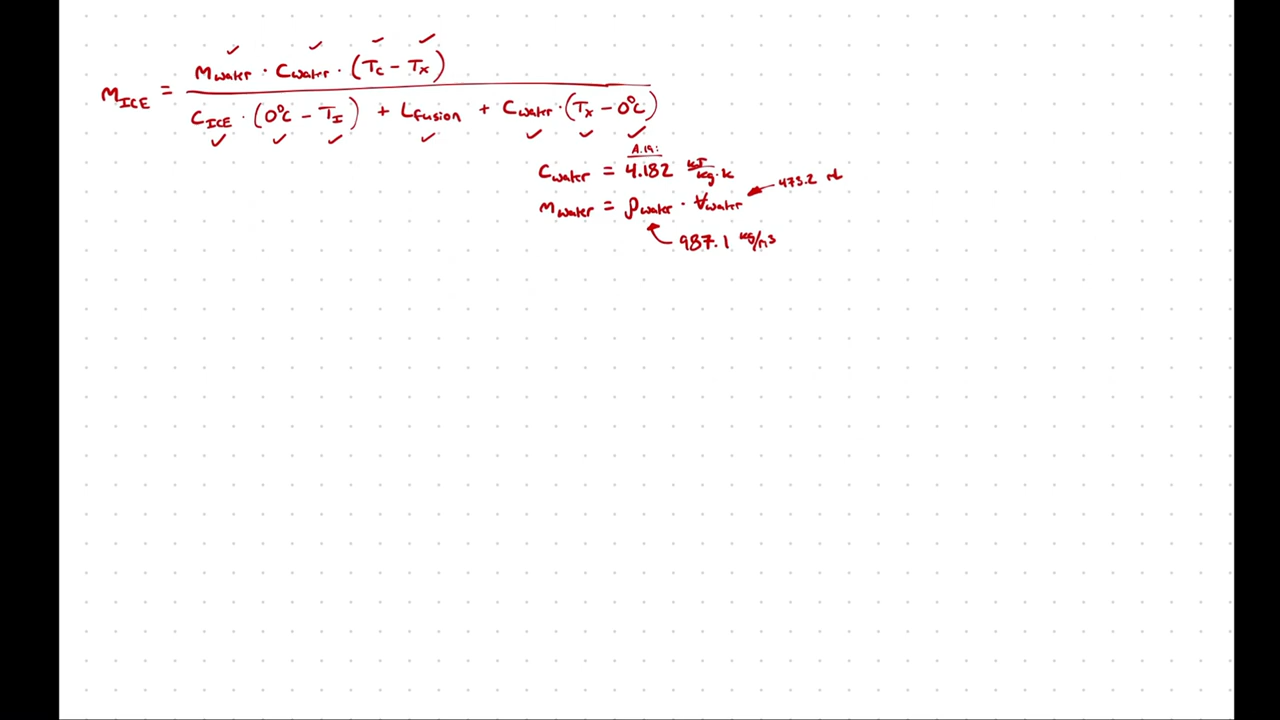 m_ICE = (m_water · C_water · (T_C − T_X)) / (C_ICE · (0°C − T_I) + L_fusion + C_water · (T_X − 0°C))
A.19:
C_water = 4.182 kJ/kg·K
m_water = ρ_water · V_water ← 473.2 mL
987.1 kg/m³